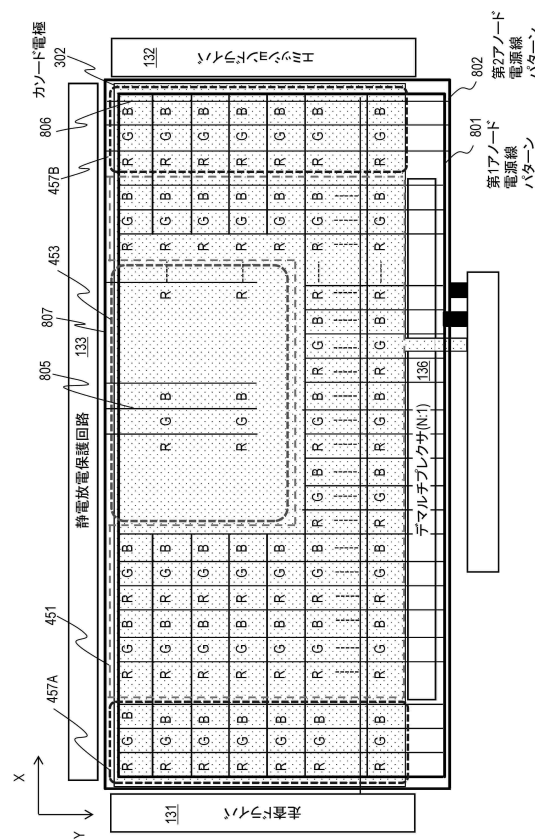 X
Y
457A
451
805
807
453
457B
806
302
カソード電極
静電放電保護回路
133
131
走査ドライバ
132
エミッションドライバ
R G B R G B R G B R G B R G B
R G B R G B R G B R G B R R G B R G B
R G B R G B R G B R G B R G B
R G B R G B R G B R G B R R G B R G B
R G B R G B R G B R G B R G B
R G B R G B R G B R G B R G B R G B R R G B R G B
R G B R G B R G B R G B R G B R G B R R G B R G B
デマルチプレクサ(N:1)
136
801
第1アノード
電源線
パターン
802
第2アノード
電源線
パターン